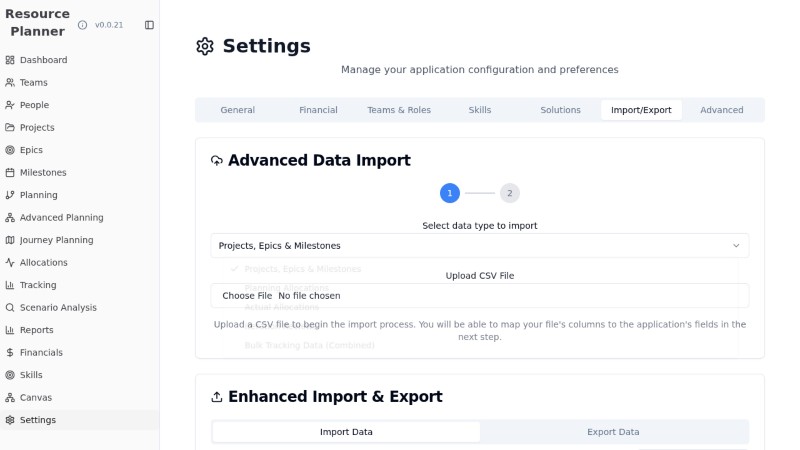 Resource
Planner
v0.0.21
Dashboard
Teams
People
Projects
Epics
Milestones
Planning
Advanced Planning
Journey Planning
Allocations
Tracking
Scenario Analysis
Reports
Financials
Skills
Canvas
Settings
Settings
Manage your application configuration and preferences
General Financial Teams & Roles Skills Solutions Import/Export Advanced
Advanced Data Import
1 2
Select data type to import
Projects, Epics & Milestones
Projects, Epics & Milestones
Upload CSV File
Planning Allocations
Choose File No file chosen
Actual Allocations
Upload a CSV file to begin the import process. You will be able to map your file's columns to the application's fields in the
next step.
Bulk Tracking Data (Combined)
Enhanced Import & Export
Import Data Export Data